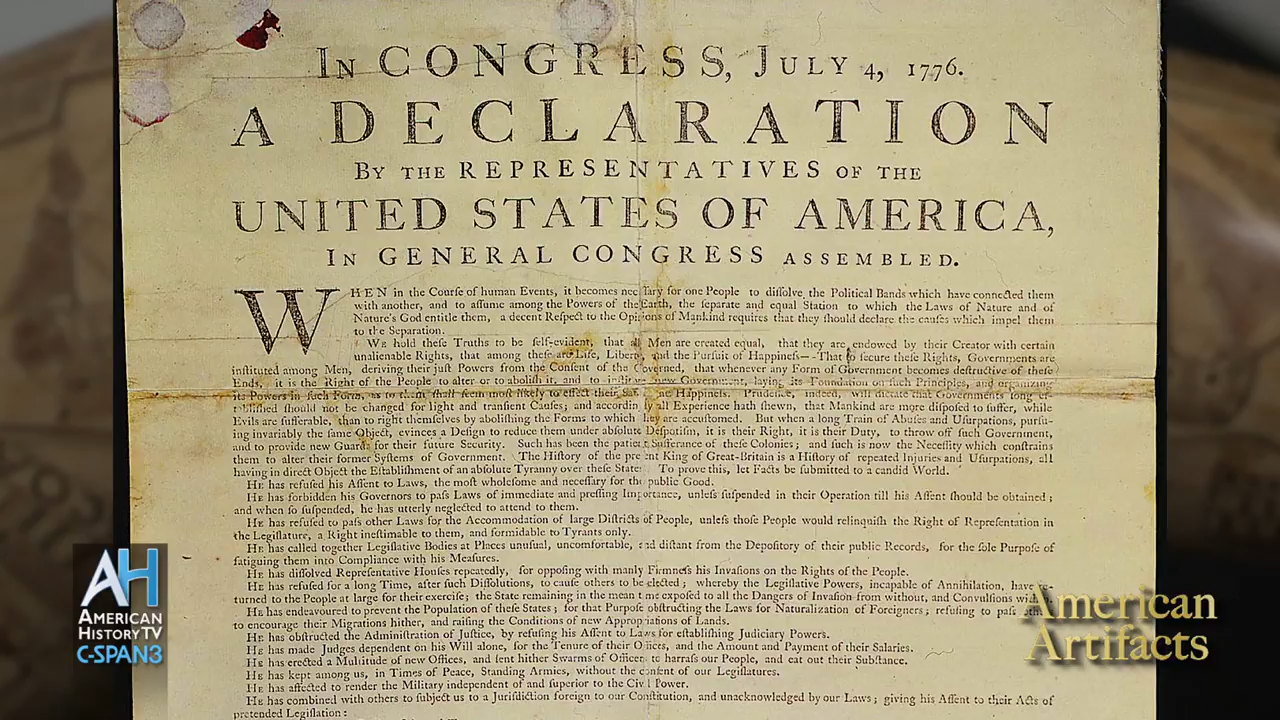 IN CONGRESS, JULY 4, 1776.
A DECLARATION
BY THE REPRESENTATIVES OF THE
UNITED STATES OF AMERICA,
IN GENERAL CONGRESS ASSEMBLED.
WHEN in the Courſe of human Events, it becomes neceſſary for one People to diſſolve the Political Bands which have connected them
with another, and to aſſume among the Powers of the Earth, the ſeparate and equal Station to which the Laws of Nature and of
Nature's God entitle them, a decent Reſpect to the Opinions of Mankind requires that they ſhould declare the cauſes which impel them
to the Separation.
WE hold theſe Truths to be ſelf-evident, that all Men are created equal, that they are endowed by their Creator with certain
unalienable Rights, that among theſe are Life, Liberty, and the Purſuit of Happineſs—-That to ſecure theſe Rights, Governments are
inſtituted among Men, deriving their juſt Powers from the Conſent of the Governed, that whenever any Form of Government becomes deſtructive of theſe
Ends, it is the Right of the People to alter or to aboliſh it, and to inſtitute new Government, laying its Foundation on ſuch Principles, and organizing
its Powers in ſuch Form, as to them ſhall ſeem moſt likely to effect their Safety and Happineſs. Prudence, indeed, will dictate that Governments long eſ-
tabliſhed ſhould not be changed for light and tranſient Cauſes; and accordingly all Experience hath ſhewn, that Mankind are more diſpoſed to ſuffer, while
Evils are ſufferable, than to right themſelves by aboliſhing the Forms to which they are accuſtomed. But when a long Train of Abuſes and Uſurpations, purſu-
ing invariably the ſame Object, evinces a Deſign to reduce them under abſolute Deſpotiſm, it is their Right, it is their Duty, to throw off ſuch Government,
and to provide new Guards for their future Security. Such has been the patient Sufferance of theſe Colonies; and ſuch is now the Neceſſity which conſtrains
them to alter their former Syſtems of Government. The Hiſtory of the preſent King of Great-Britain is a Hiſtory of repeated Injuries and Uſurpations, all
having in direct Object the Eſtabliſhment of an abſolute Tyranny over theſe States. To prove this, let Facts be ſubmitted to a candid World.
HE has refuſed his Aſſent to Laws, the moſt wholeſome and neceſſary for the public Good.
HE has forbidden his Governors to paſs Laws of immediate and preſſing Importance, unleſs ſuſpended in their Operation till his Aſſent ſhould be obtained;
and when ſo ſuſpended, he has utterly neglected to attend to them.
HE has refuſed to paſs other Laws for the Accommodation of large Diſtricts of People, unleſs thoſe People would relinquiſh the Right of Repreſentation in
the Legiſlature, a Right ineſtimable to them, and formidable to Tyrants only.
HE has called together Legiſlative Bodies at Places unuſual, uncomfortable, and diſtant from the Depoſitory of their public Records, for the ſole Purpoſe of
fatiguing them into Compliance with his Meaſures.
HE has diſſolved Repreſentative Houſes repeatedly, for oppoſing with manly Firmneſs his Invaſions on the Rights of the People.
HE has refuſed for a long Time, after ſuch Diſſolutions, to cauſe others to be elected; whereby the Legiſlative Powers, incapable of Annihilation, have re-
turned to the People at large for their exerciſe; the State remaining in the mean time expoſed to all the Dangers of Invaſion from without, and Convulſions within.
HE has endeavoured to prevent the Population of theſe States; for that Purpoſe obſtructing the Laws for Naturalization of Foreigners; refuſing to paſs others
to encourage their Migrations hither, and raiſing the Conditions of new Appropriations of Lands.
HE has obſtructed the Adminiſtration of Juſtice, by refuſing his Aſſent to Laws for eſtabliſhing Judiciary Powers.
HE has made Judges dependent on his Will alone, for the Tenure of their Offices, and the Amount and Payment of their Salaries.
HE has erected a Multitude of new Offices, and ſent hither Swarms of Officers to harraſs our People, and eat out their Subſtance.
HE has kept among us, in Times of Peace, Standing Armies, without the conſent of our Legiſlatures.
HE has affected to render the Military independent of and ſuperior to the Civil Power.
HE has combined with others to ſubject us to a Juriſdiction foreign to our Conſtitution, and unacknowledged by our Laws; giving his Aſſent to their Acts of
pretended Legiſlation:
AH
AMERICAN
HISTORY TV
C-SPAN3
American
Artifacts